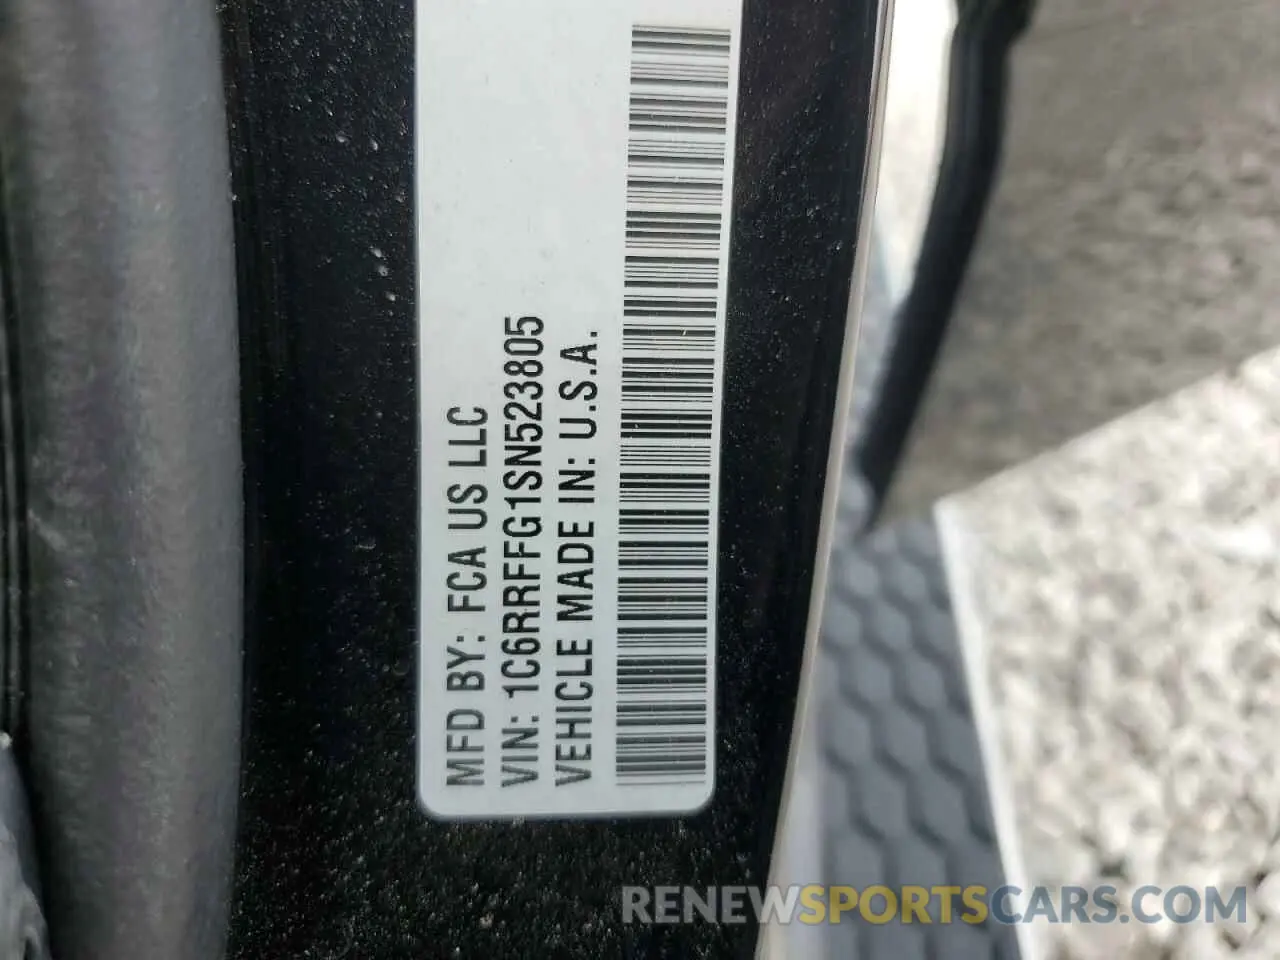 MFD BY: FCA US LLC
VIN: 1C6RRFFG1SN523805
VEHICLE MADE IN: U.S.A.
RENEWSPORTSCARS.COM